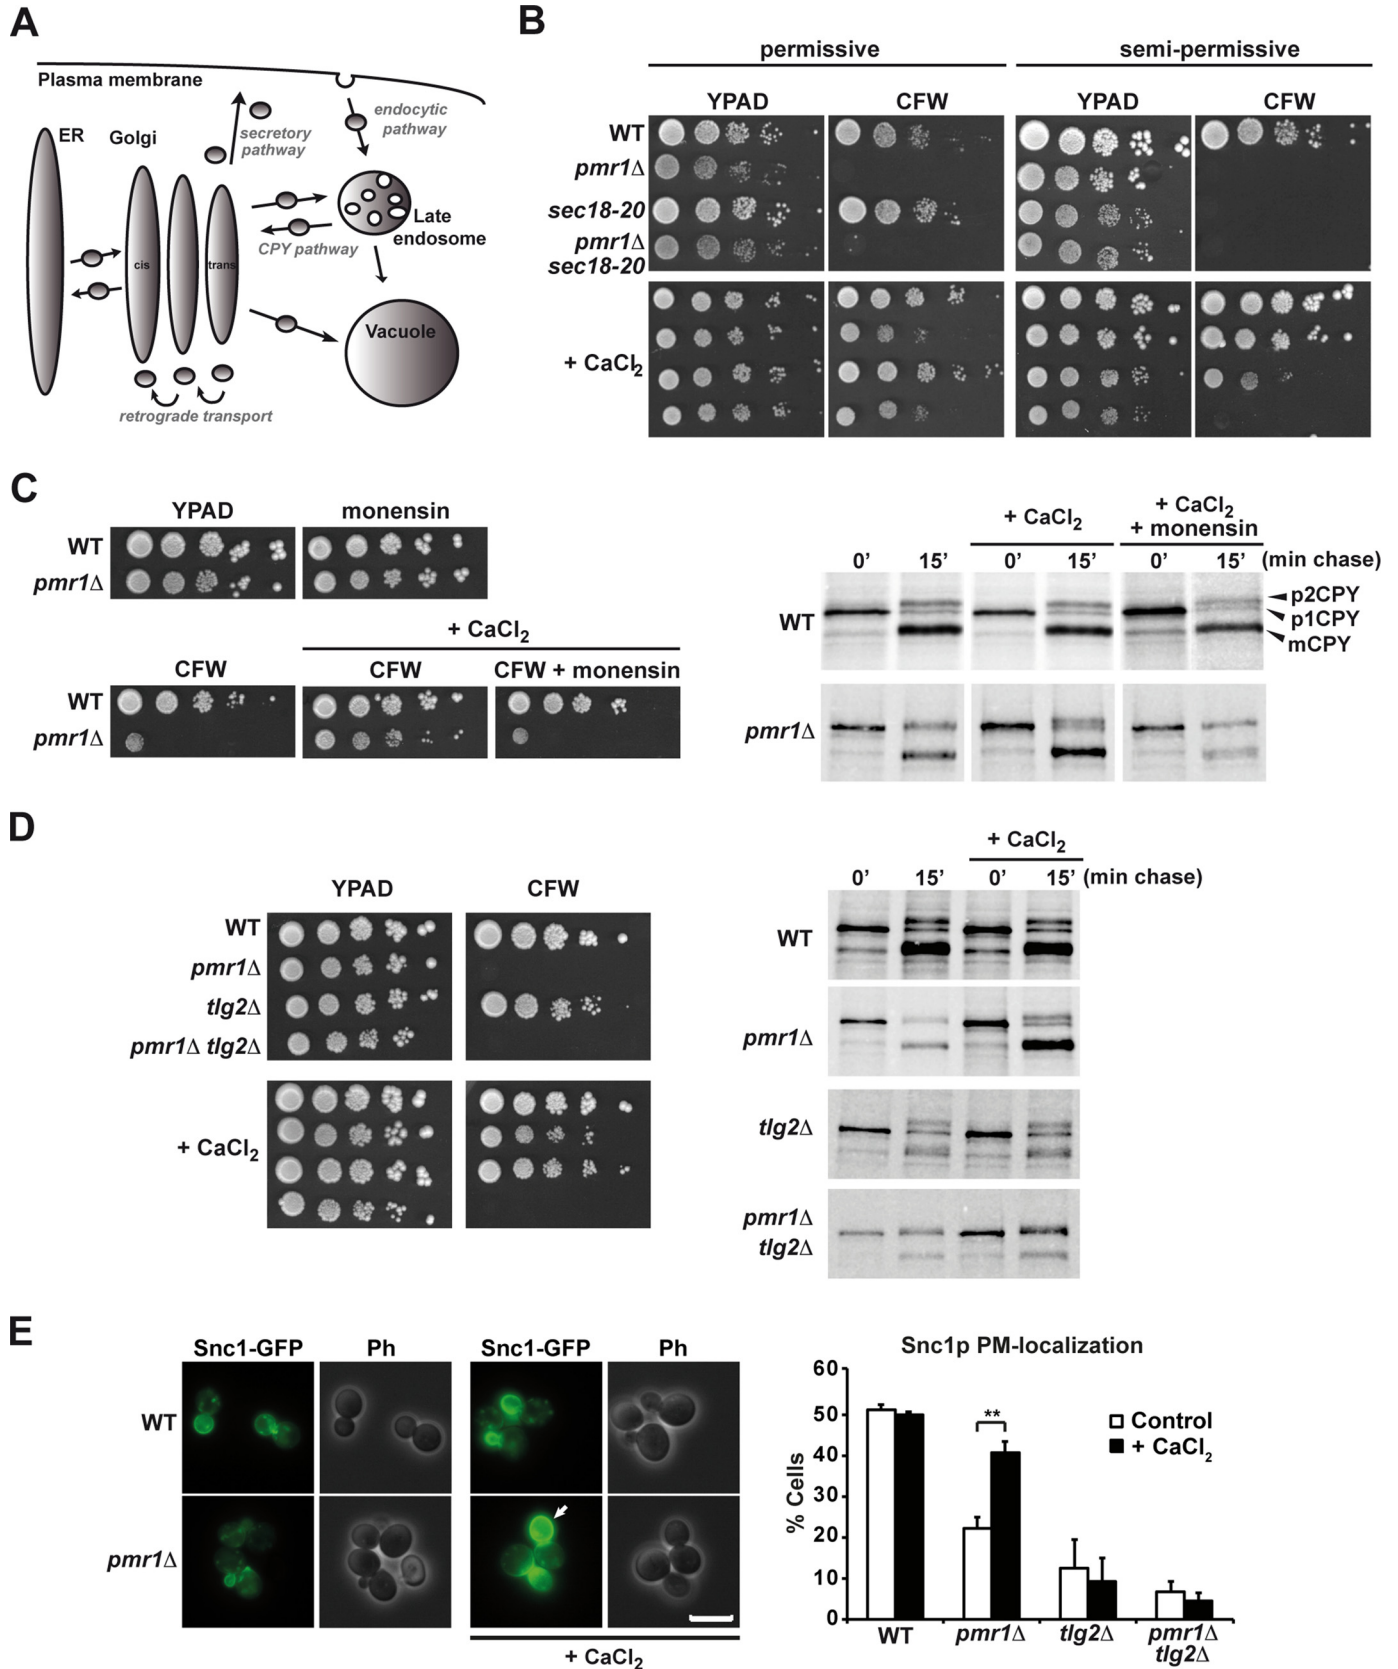 A
Plasma membrane
ER
Golgi
secretory
pathway
endocytic
pathway
Late
endosome
CPY pathway
cis
trans
Vacuole
retrograde transport
B
permissive
semi-permissive
YPAD
CFW
YPAD
CFW
WT
pmr1Δ
sec18-20
pmr1Δ
sec18-20
+ CaCl2
C
YPAD
monensin
WT
pmr1Δ
+ CaCl2
CFW
CFW
CFW + monensin
WT
pmr1Δ
+ CaCl2
+ CaCl2
+ monensin
0’ 15’ 0’ 15’ 0’ 15’ (min chase)
WT
p2CPY
p1CPY
mCPY
pmr1Δ
D
YPAD
CFW
WT
pmr1Δ
tlg2Δ
pmr1Δ tlg2Δ
+ CaCl2
+ CaCl2
0’ 15’ 0’ 15’ (min chase)
WT
pmr1Δ
tlg2Δ
pmr1Δ
tlg2Δ
E
Snc1-GFP
Ph
Snc1-GFP
Ph
WT
pmr1Δ
+ CaCl2
Snc1p PM-localization
60
50
40
30
20
10
0
% Cells
**
Control
+ CaCl2
WT
pmr1Δ
tlg2Δ
pmr1Δ
tlg2Δ